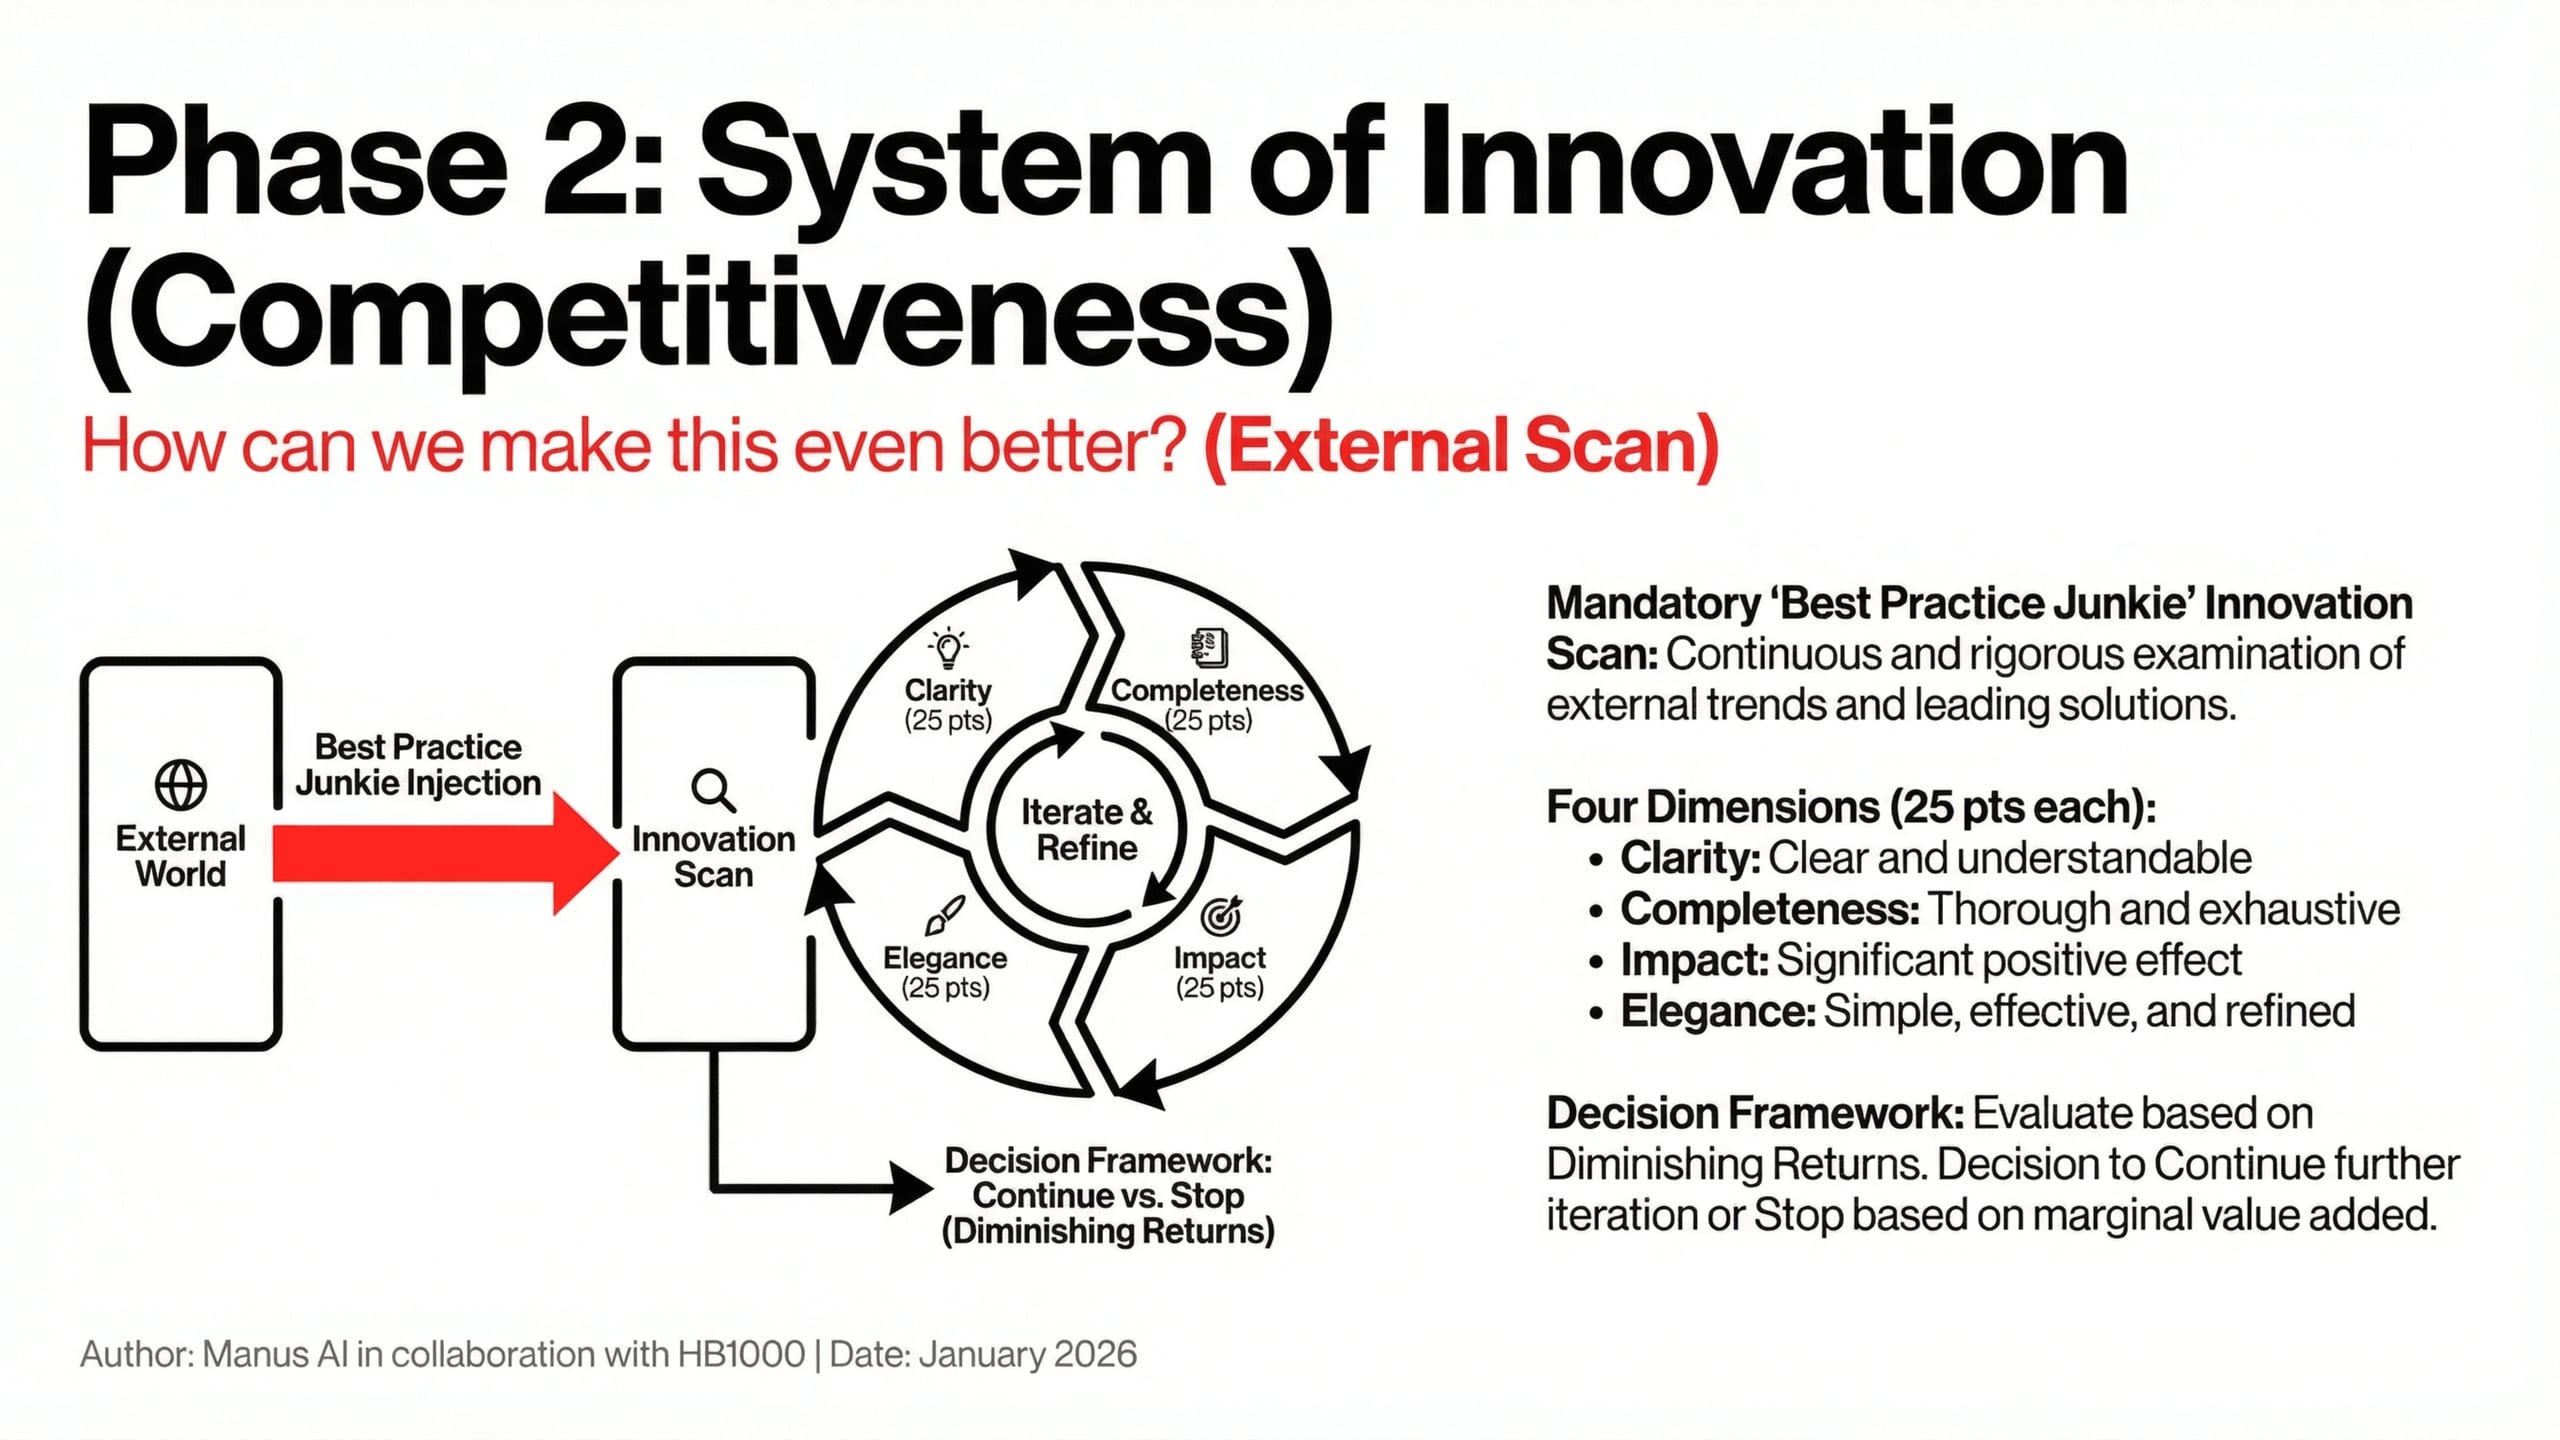 Phase 2: System of Innovation
(Competitiveness)
How can we make this even better? (External Scan)
External
World
Best Practice
Junkie Injection
Innovation
Scan
Clarity
(25 pts)
Completeness
(25 pts)
Iterate &
Refine
Elegance
(25 pts)
Impact
(25 pts)
Decision Framework:
Continue vs. Stop
(Diminishing Returns)
Mandatory ‘Best Practice Junkie’ Innovation
Scan: Continuous and rigorous examination of
external trends and leading solutions.
Four Dimensions (25 pts each):
• Clarity: Clear and understandable
• Completeness: Thorough and exhaustive
• Impact: Significant positive effect
• Elegance: Simple, effective, and refined
Decision Framework: Evaluate based on
Diminishing Returns. Decision to Continue further
iteration or Stop based on marginal value added.
Author: Manus AI in collaboration with HB1000 | Date: January 2026